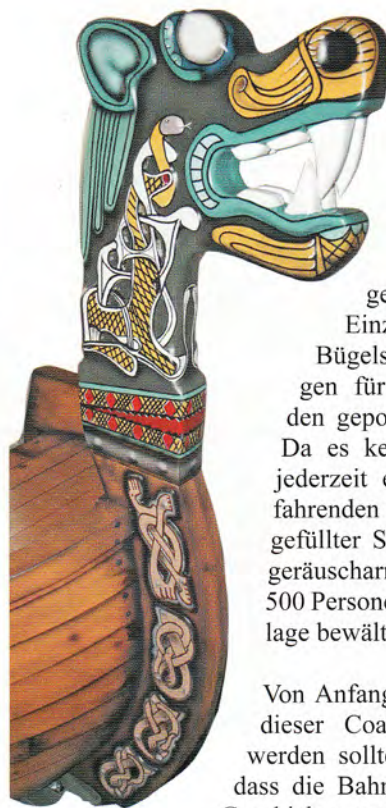 ge
Einz
Bügels
gen für
den gepo
Da es ke
jederzeit e
fahrenden
gefüllter S
geräuschar
500 Persone
lage bewält
Von Anfang
dieser Coa
werden sollte
dass die Bahn